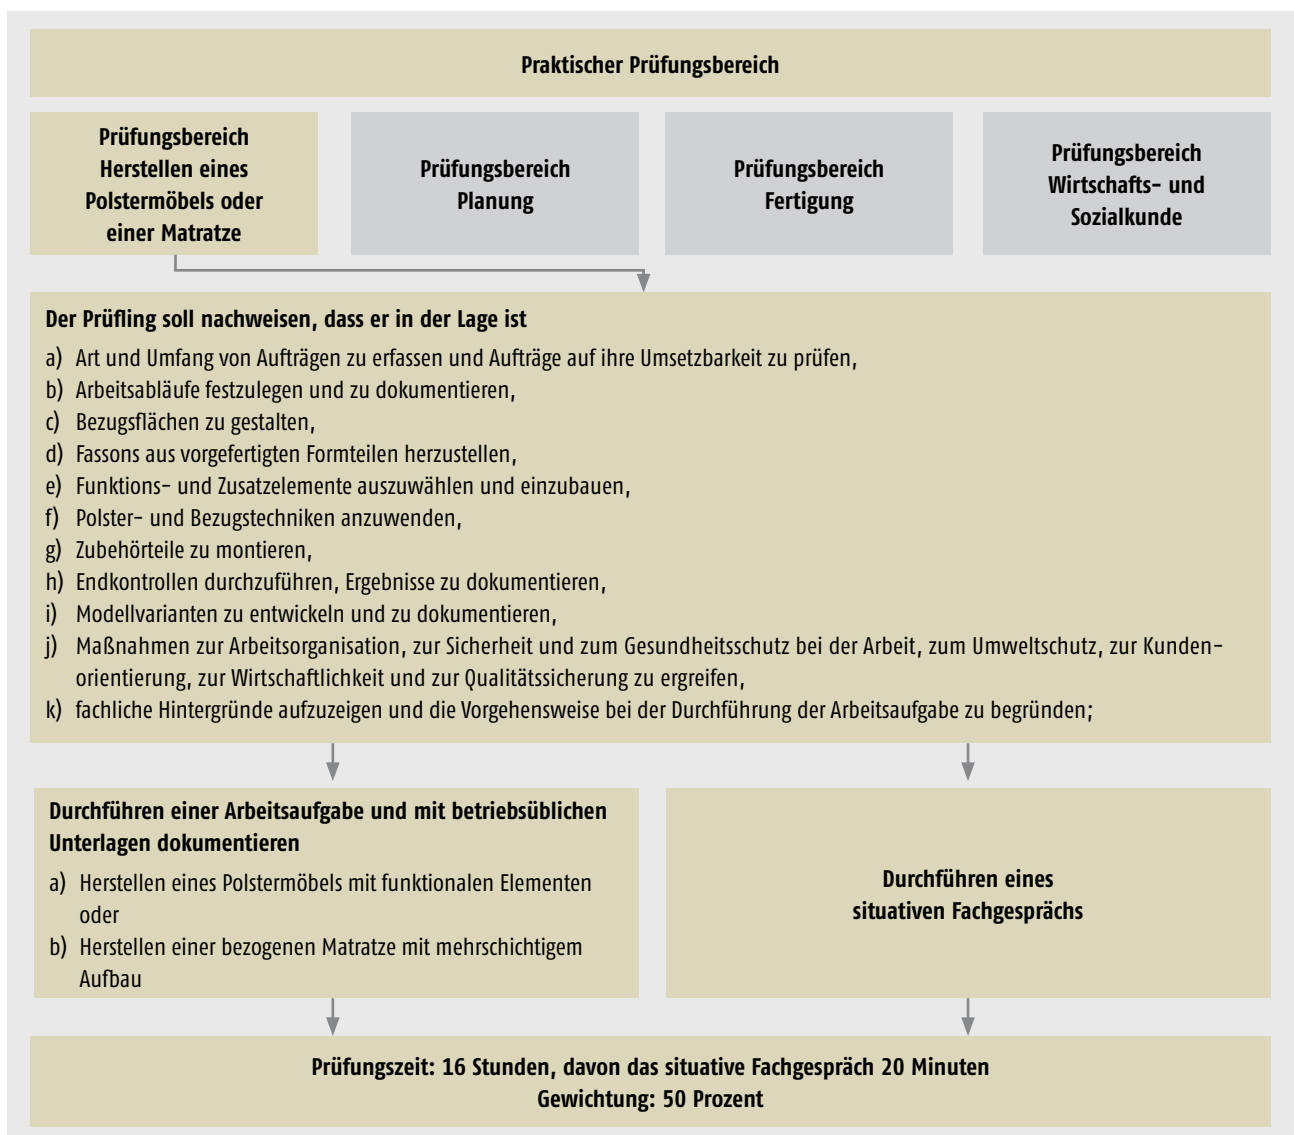 Praktischer Prüfungsbereich
Prüfungsbereich
Herstellen eines
Polstermöbels oder
einer Matratze
Prüfungsbereich
Planung
Prüfungsbereich
Fertigung
Prüfungsbereich
Wirtschafts- und
Sozialkunde
Der Prüfling soll nachweisen, dass er in der Lage ist
a) Art und Umfang von Aufträgen zu erfassen und Aufträge auf ihre Umsetzbarkeit zu prüfen,
b) Arbeitsabläufe festzulegen und zu dokumentieren,
c) Bezugsflächen zu gestalten,
d) Fassons aus vorgefertigten Formteilen herzustellen,
e) Funktions- und Zusatzelemente auszuwählen und einzubauen,
f) Polster- und Bezugstechniken anzuwenden,
g) Zubehörteile zu montieren,
h) Endkontrollen durchzuführen, Ergebnisse zu dokumentieren,
i) Modellvarianten zu entwickeln und zu dokumentieren,
j) Maßnahmen zur Arbeitsorganisation, zur Sicherheit und zum Gesundheitsschutz bei der Arbeit, zum Umweltschutz, zur Kunden-
orientierung, zur Wirtschaftlichkeit und zur Qualitätssicherung zu ergreifen,
k) fachliche Hintergründe aufzuzeigen und die Vorgehensweise bei der Durchführung der Arbeitsaufgabe zu begründen;
Durchführen einer Arbeitsaufgabe und mit betriebsüblichen
Unterlagen dokumentieren
a) Herstellen eines Polstermöbels mit funktionalen Elementen
oder
b) Herstellen einer bezogenen Matratze mit mehrschichtigem
Aufbau
Durchführen eines
situativen Fachgesprächs
Prüfungszeit: 16 Stunden, davon das situative Fachgespräch 20 Minuten
Gewichtung: 50 Prozent